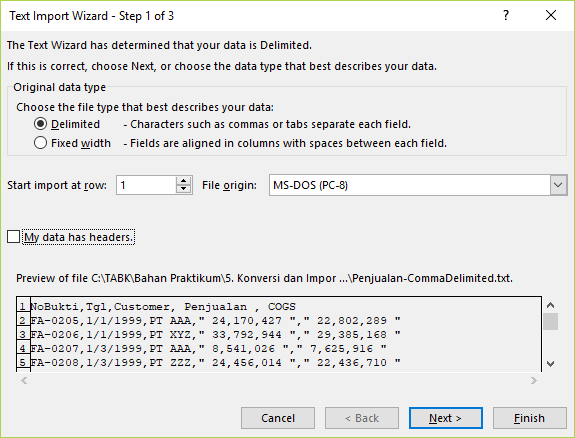 Text Import Wizard - Step 1 of 3
The Text Wizard has determined that your data is Delimited.
If this is correct, choose Next, or choose the data type that best describes your data.
Original data type
Choose the file type that best describes your data:
Delimited - Characters such as commas or tabs separate each field.
Fixed width - Fields are aligned in columns with spaces between each field.
Start import at row: 1 File origin: MS-DOS (PC-8)
My data has headers.
Preview of file C:\TABK\Bahan Praktikum\5. Konversi dan Impor ...\Penjualan-CommaDelimited.txt.
1 NoBukti,Tgl,Customer, Penjualan , COGS
2 FA-0205,1/1/1999,PT AAA," 24,170,427 "," 22,802,289 "
3 FA-0206,1/1/1999,PT XYZ," 33,792,944 "," 29,385,168 "
4 FA-0207,1/3/1999,PT AAA," 8,541,026 "," 7,625,916 "
5 FA-0208,1/3/1999,PT ZZZ," 24,456,014 "," 22,436,710 "
Cancel < Back Next > Finish